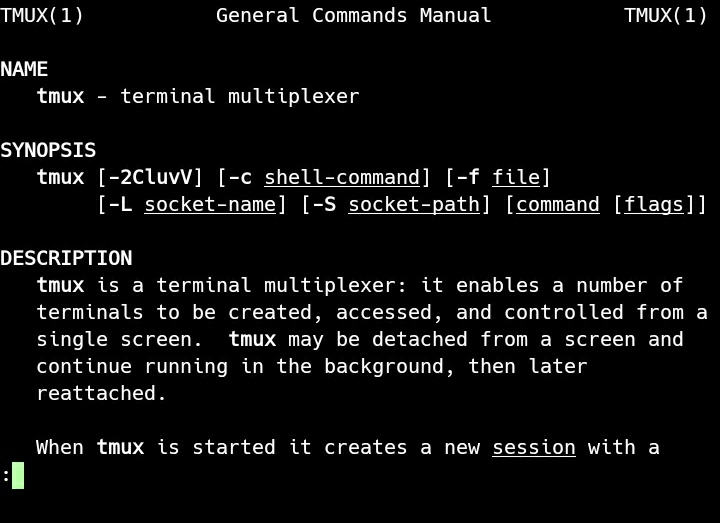 TMUX(1) General Commands Manual TMUX(1)
NAME
tmux - terminal multiplexer
SYNOPSIS
tmux [-2CluvV] [-c shell-command] [-f file]
[-L socket-name] [-S socket-path] [command [flags]]
DESCRIPTION
tmux is a terminal multiplexer: it enables a number of
terminals to be created, accessed, and controlled from a
single screen.  tmux may be detached from a screen and
continue running in the background, then later
reattached.
When tmux is started it creates a new session with a
: